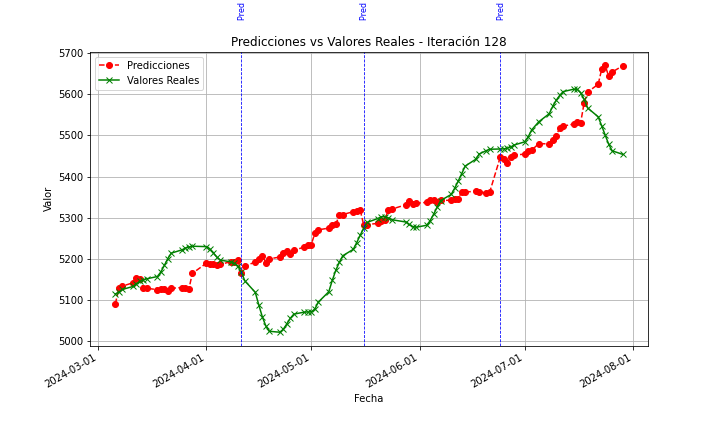 Pred Pred Pred
Predicciones vs Valores Reales - Iteración 128
Predicciones
Valores Reales
5700
5600
5500
5400
5300
5200
5100
5000
Valor
2024-03-01 2024-04-01 2024-05-01 2024-06-01 2024-07-01 2024-08-01
Fecha